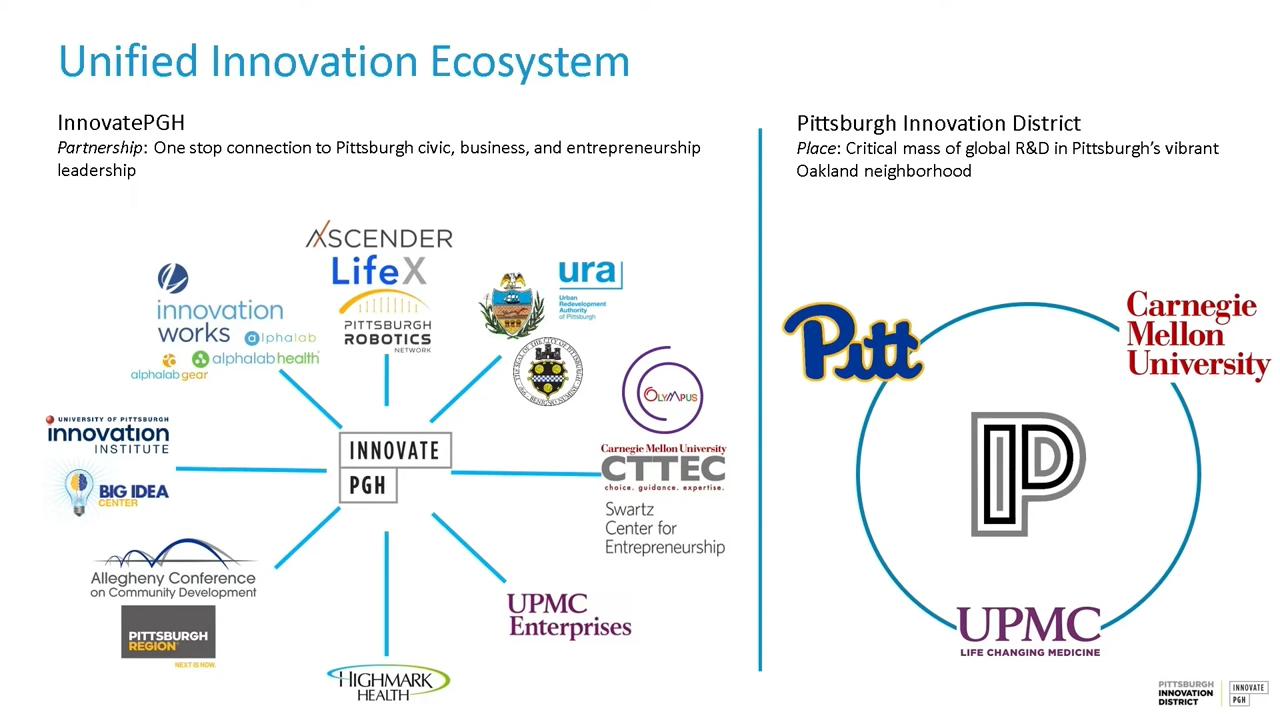 Unified Innovation Ecosystem
InnovatePGH
Partnership: One stop connection to Pittsburgh civic, business, and entrepreneurship
leadership
Pittsburgh Innovation District
Place: Critical mass of global R&D in Pittsburgh's vibrant
Oakland neighborhood
ASCENDER
LifeX
PITTSBURGH
ROBOTICS
NETWORK
innovation
works
alphalab
alphalab health
alphalab gear
ura
Urban
Redevelopment
Authority
of Pittsburgh
OLYMPUS
UNIVERSITY OF PITTSBURGH
innovation
INSTITUTE
BIG IDEA
CENTER
INNOVATE
PGH
Carnegie Mellon University
CTTEC
choice. guidance. expertise.
Swartz
Center for
Entrepreneurship
Allegheny Conference
on Community Development
PITTSBURGH
REGION
NEXT IS NOW.
UPMC
Enterprises
HIGHMARK
HEALTH
Pitt
Carnegie
Mellon
University
P
UPMC
LIFE CHANGING MEDICINE
PITTSBURGH
INNOVATION
DISTRICT
INNOVATE
PGH